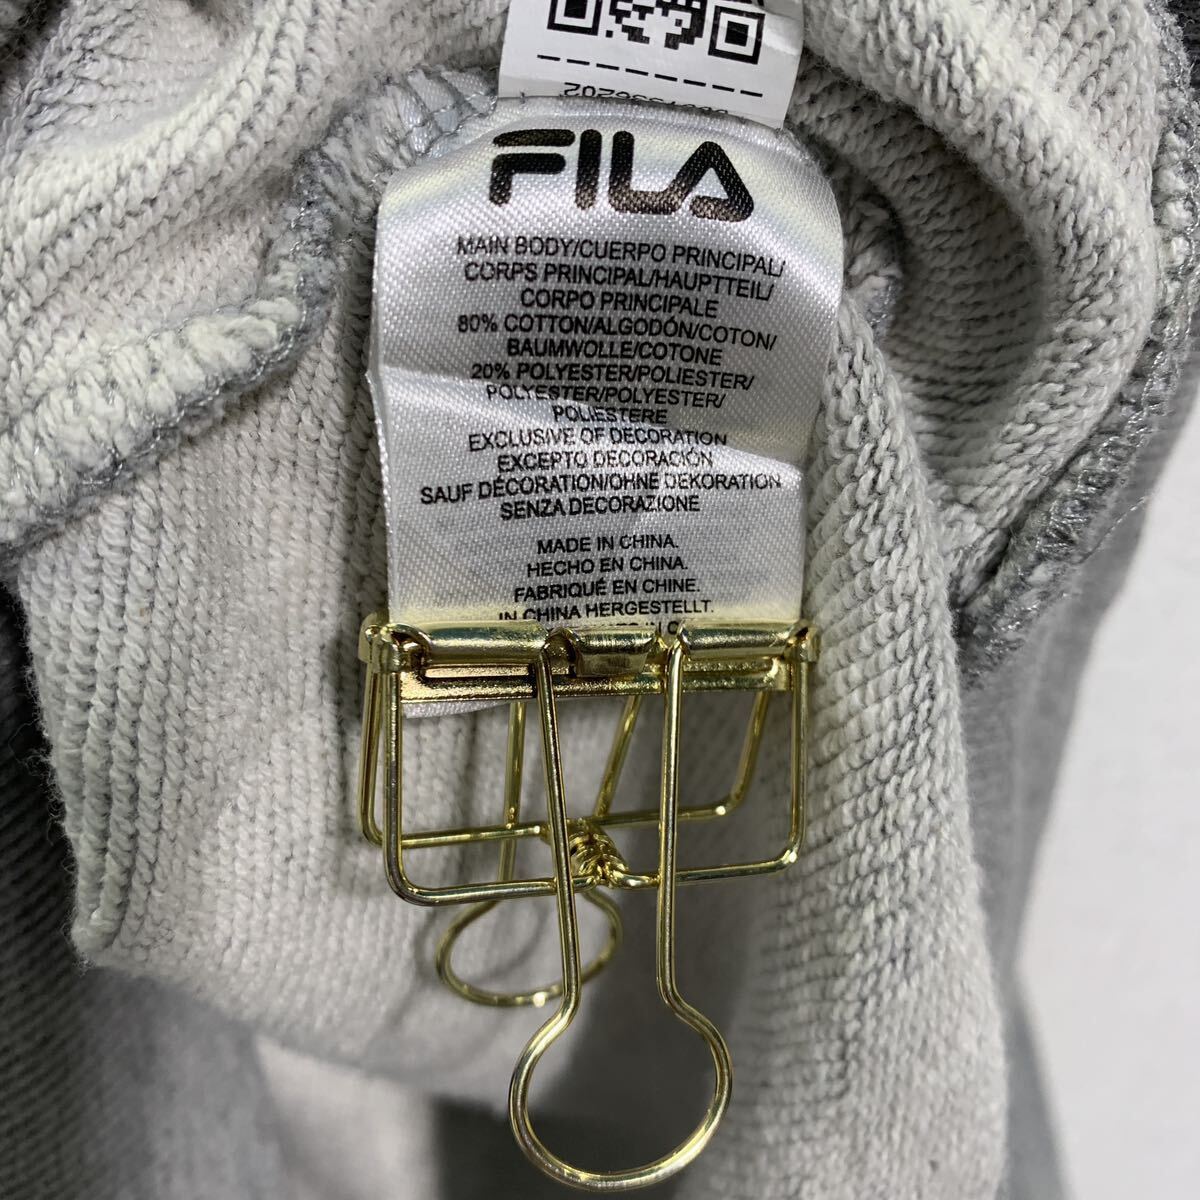 FILA
MAIN BODY/CUERPO PRINCIPAL/
CORPS PRINCIPAL/HAUPTTEIL/
CORPO PRINCIPALE
80% COTTON/ALGODÓN/COTON/
BAUMWOLLE/COTONE
20% POLYESTER/POLIESTER/
POLYESTER/POLYESTER/
POLIESTERE
EXCLUSIVE OF DECORATION
EXCEPTO DECORACIÓN
SAUF DÉCORATION/OHNE DEKORATION
SENZA DECORAZIONE
MADE IN CHINA.
HECHO EN CHINA.
FABRIQUÉ EN CHINE.
IN CHINA HERGESTELLT.